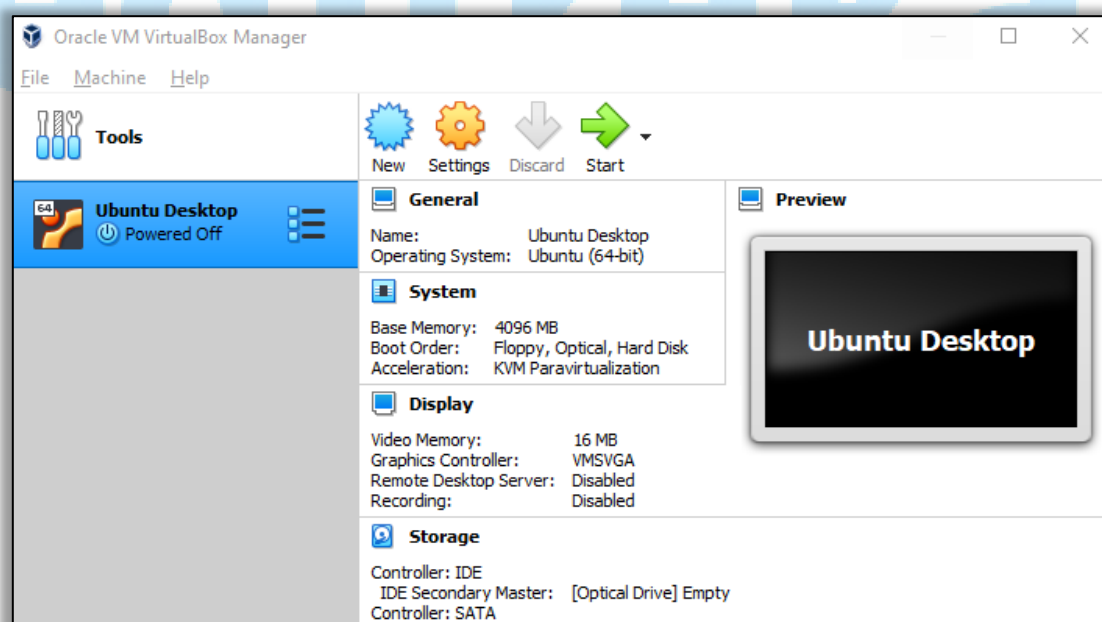 Oracle VM VirtualBox Manager
File Machine Help
Tools
New Settings Discard Start
64
Ubuntu Desktop
Powered Off
General
Name: Ubuntu Desktop
Operating System: Ubuntu (64-bit)
System
Base Memory: 4096 MB
Boot Order: Floppy, Optical, Hard Disk
Acceleration: KVM Paravirtualization
Display
Video Memory: 16 MB
Graphics Controller: VMSVGA
Remote Desktop Server: Disabled
Recording: Disabled
Storage
Controller: IDE
IDE Secondary Master: [Optical Drive] Empty
Controller: SATA
Preview
Ubuntu Desktop